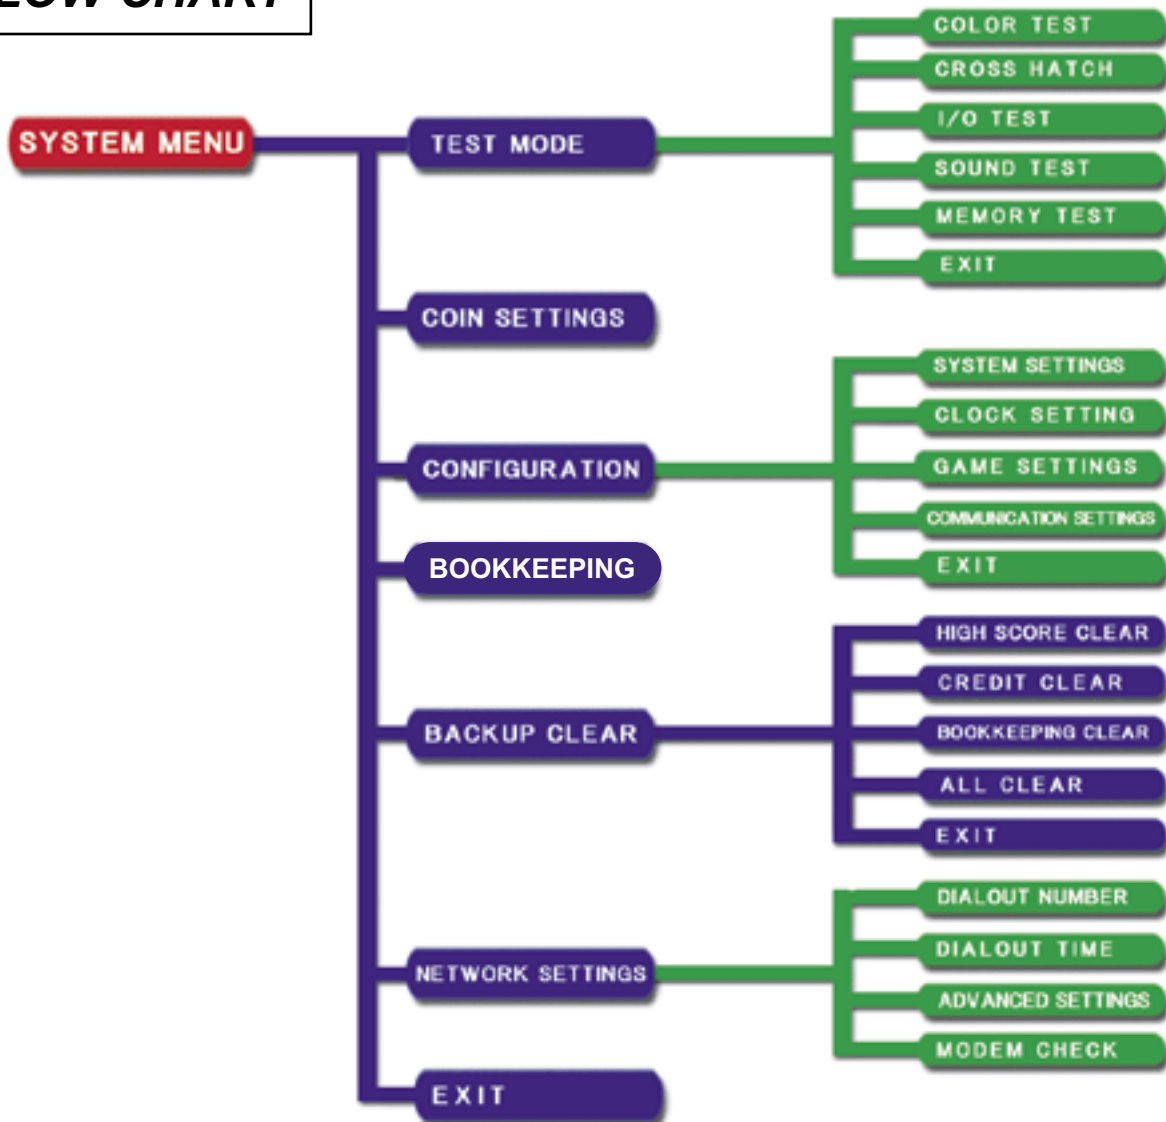 LOW CHART
SYSTEM MENU
TEST MODE
COLOR TEST
CROSS HATCH
I/O TEST
SOUND TEST
MEMORY TEST
EXIT
COIN SETTINGS
CONFIGURATION
SYSTEM SETTINGS
CLOCK SETTING
GAME SETTINGS
COMMUNICATION SETTINGS
EXIT
BOOKKEEPING
BACKUP CLEAR
HIGH SCORE CLEAR
CREDIT CLEAR
BOOKKEEPING CLEAR
ALL CLEAR
EXIT
NETWORK SETTINGS
DIALOUT NUMBER
DIALOUT TIME
ADVANCED SETTINGS
MODEM CHECK
EXIT